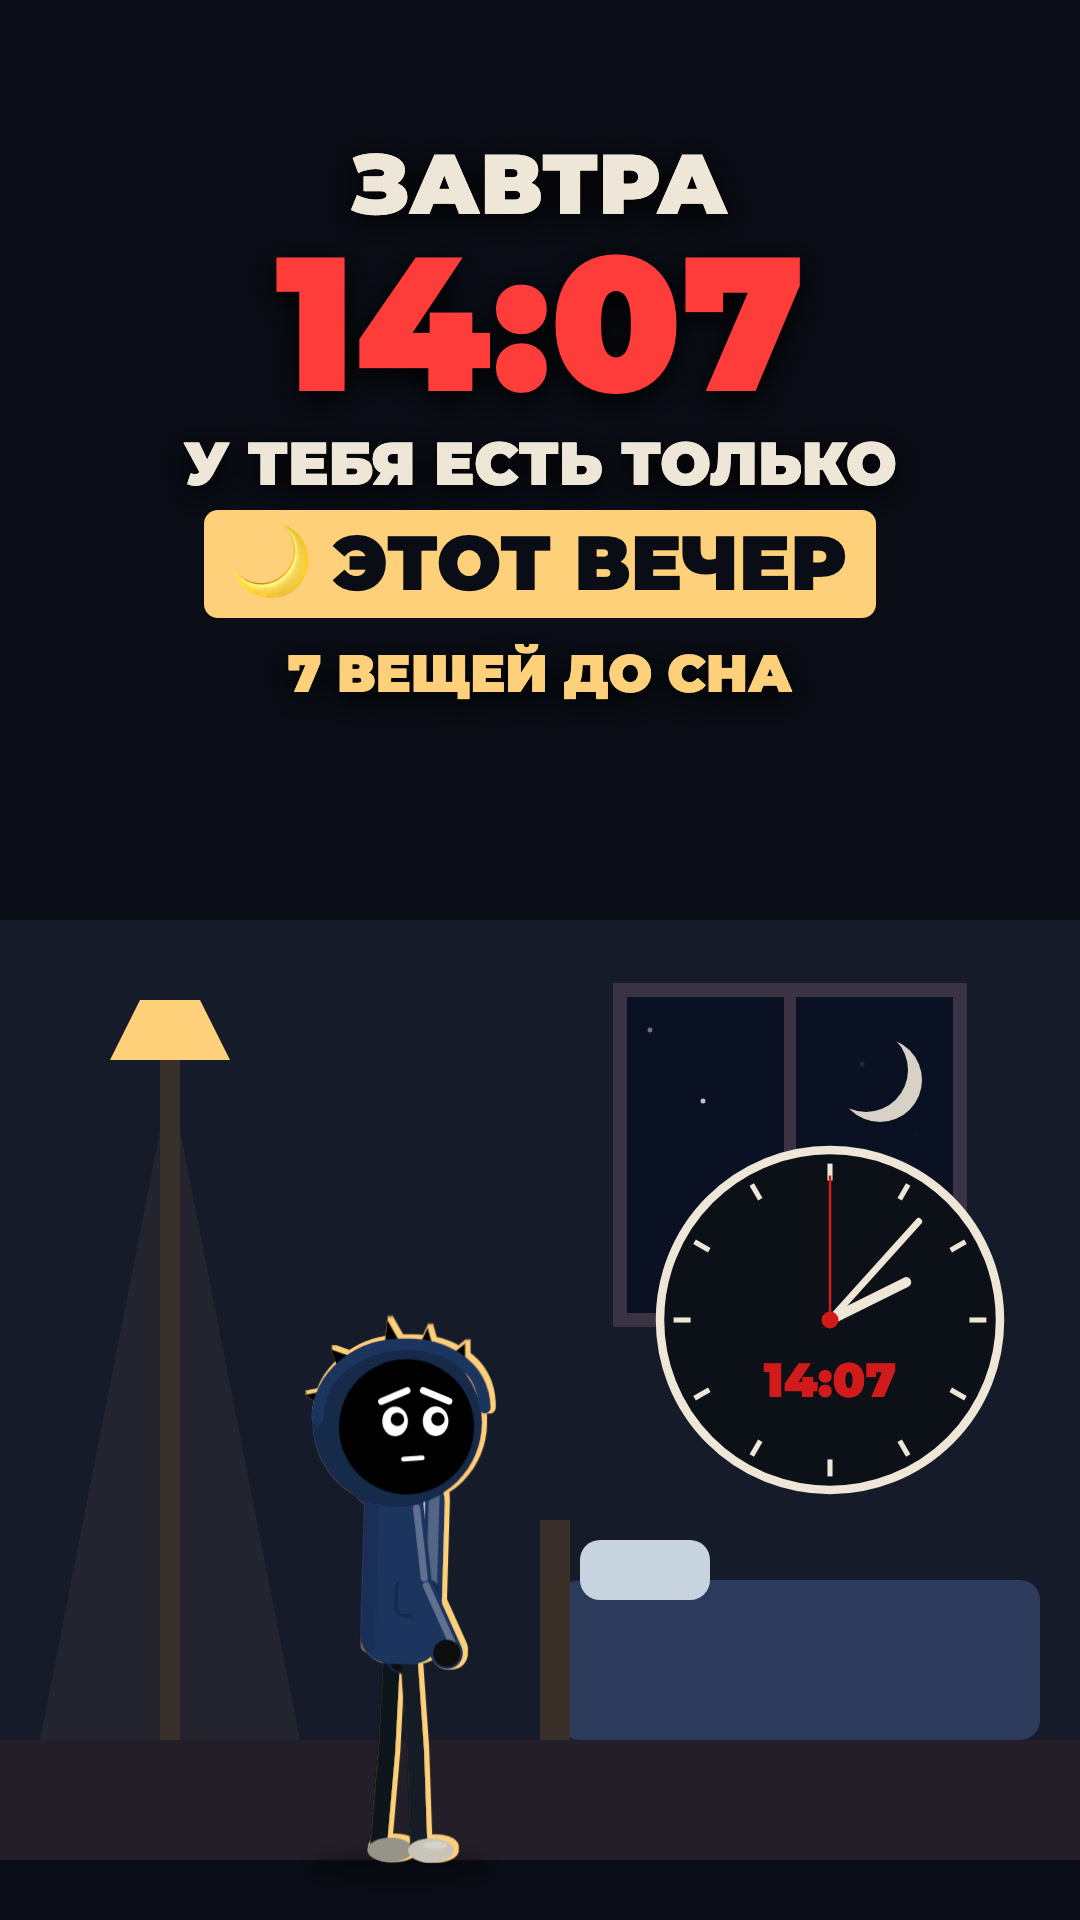 ЗАВТРА
14:07
У ТЕБЯ ЕСТЬ ТОЛЬКО
🌙 ЭТОТ ВЕЧЕР
7 ВЕЩЕЙ ДО СНА
14:07